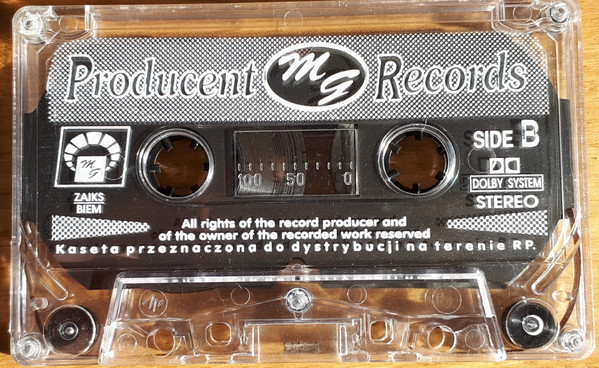 Producent MG Records
MG
SIDE B
DOLBY SYSTEM
STEREO
ZAIKS
BIEM
100 50 0
All rights of the record producer and
of the owner of the recorded work reserved
Kaseta przeznaczona do dystrybucji na terenie RP.